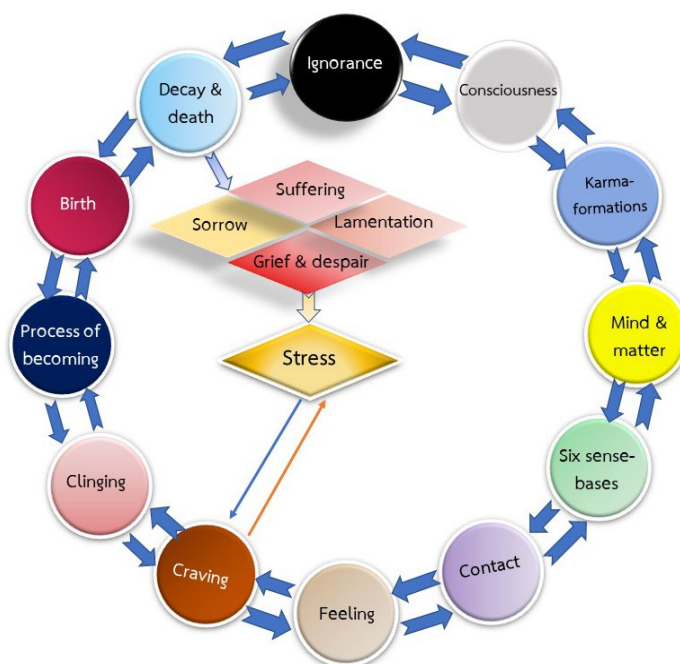 Ignorance
Consciousness
Karma-
formations
Mind &
matter
Six sense-
bases
Contact
Feeling
Craving
Clinging
Process of
becoming
Birth
Decay &
death
Suffering
Sorrow
Lamentation
Grief & despair
Stress